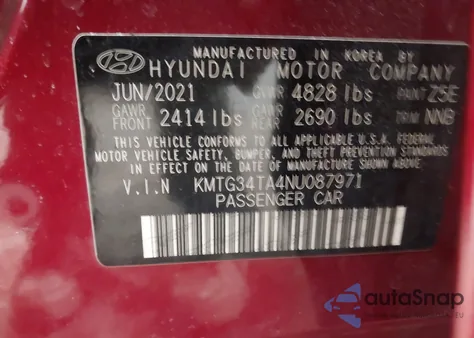 MANUFACTURED IN KOREA BY
HYUNDAI MOTOR COMPANY
JUN/2021 GVWR 4828 lbs PAINT Z5E
GAWR FRONT 2414 lbs GAWR REAR 2690 lbs TRIM NNB
THIS VEHICLE CONFORMS TO ALL APPLICABLE U.S.A. FEDERAL
MOTOR VEHICLE SAFETY, BUMPER, AND THEFT PREVENTION
STANDARDS IN EFFECT ON THE DATE OF MANUFACTURE SHOWN ABOVE.
V.I.N KMTG34TA4NU087971
PASSENGER CAR
autoSnap